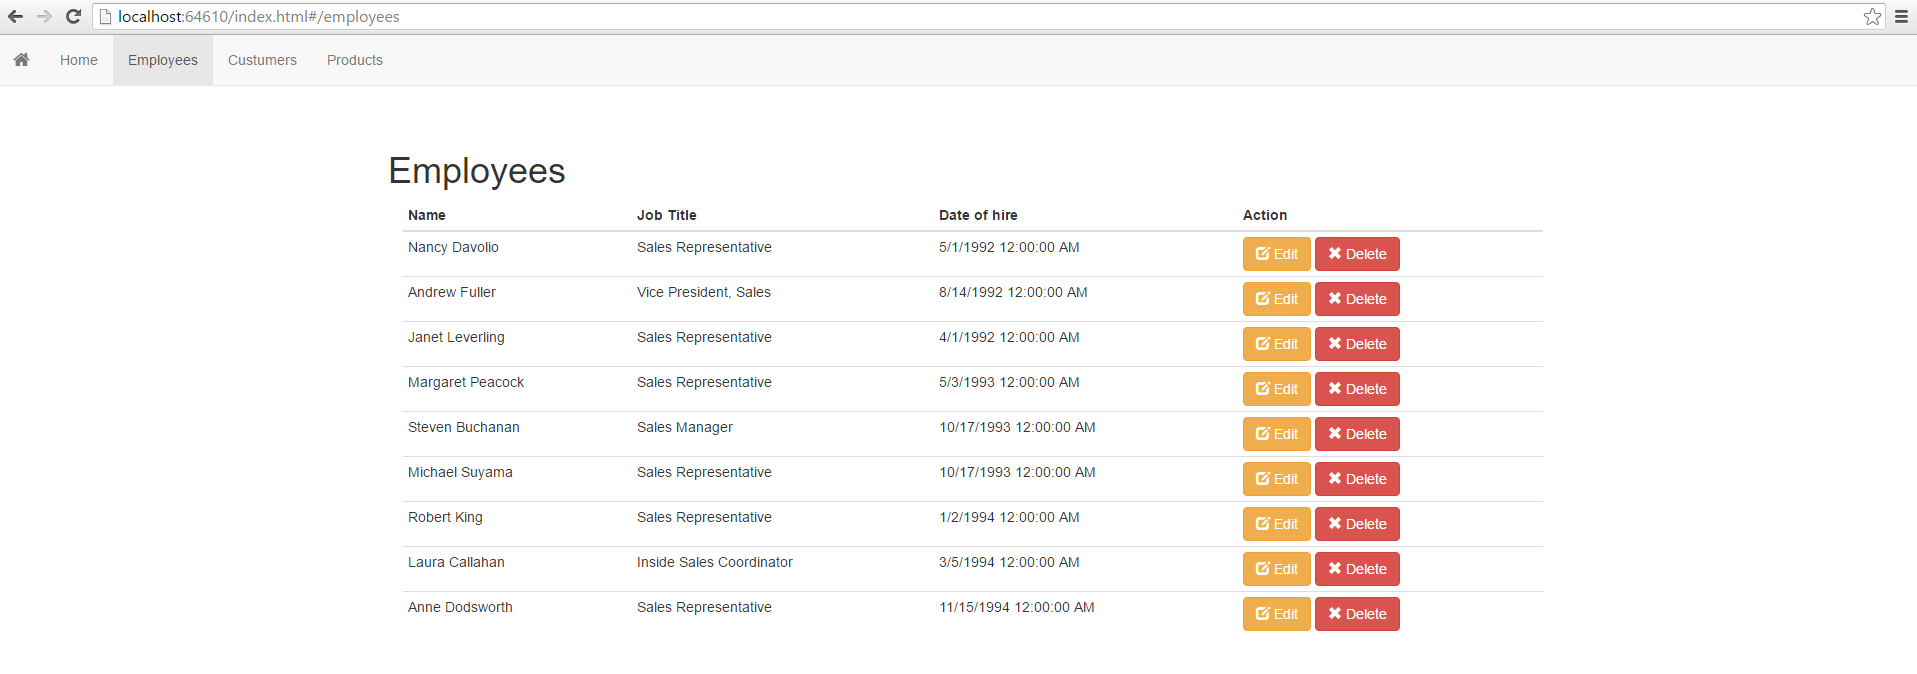 localhost:64610/index.html#/employees
Home Employees Custumers Products
Employees
Name Job Title Date of hire Action
Nancy Davolio Sales Representative 5/1/1992 12:00:00 AM Edit Delete
Andrew Fuller Vice President, Sales 8/14/1992 12:00:00 AM Edit Delete
Janet Leverling Sales Representative 4/1/1992 12:00:00 AM Edit Delete
Margaret Peacock Sales Representative 5/3/1993 12:00:00 AM Edit Delete
Steven Buchanan Sales Manager 10/17/1993 12:00:00 AM Edit Delete
Michael Suyama Sales Representative 10/17/1993 12:00:00 AM Edit Delete
Robert King Sales Representative 1/2/1994 12:00:00 AM Edit Delete
Laura Callahan Inside Sales Coordinator 3/5/1994 12:00:00 AM Edit Delete
Anne Dodsworth Sales Representative 11/15/1994 12:00:00 AM Edit Delete